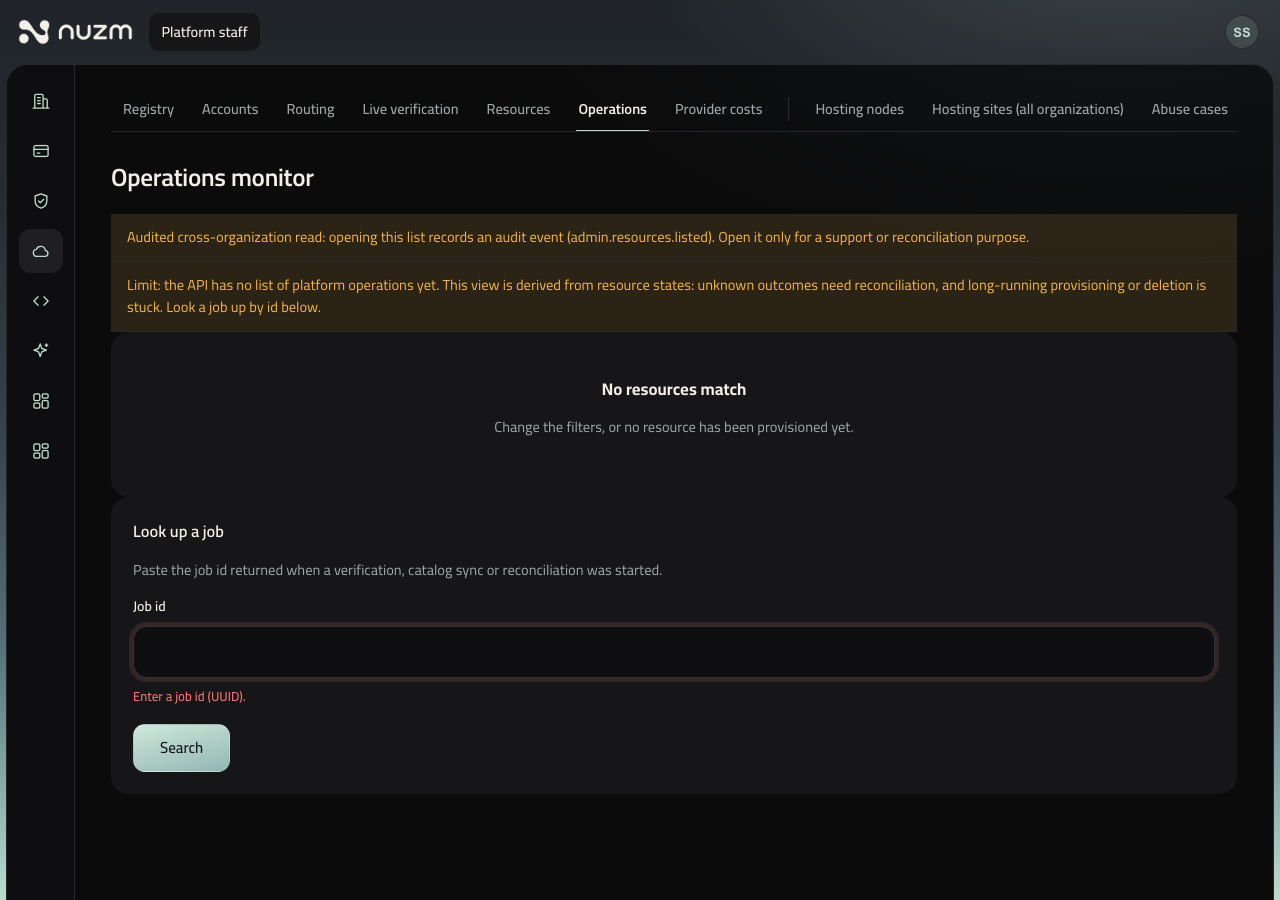 nuzm
Platform staff
SS
Registry
Accounts
Routing
Live verification
Resources
Operations
Provider costs
Hosting nodes
Hosting sites (all organizations)
Abuse cases
Operations monitor
Audited cross-organization read: opening this list records an audit event (admin.resources.listed). Open it only for a support or reconciliation purpose.
Limit: the API has no list of platform operations yet. This view is derived from resource states: unknown outcomes need reconciliation, and long-running provisioning or deletion is
stuck. Look a job up by id below.
No resources match
Change the filters, or no resource has been provisioned yet.
Look up a job
Paste the job id returned when a verification, catalog sync or reconciliation was started.
Job id
Enter a job id (UUID).
Search